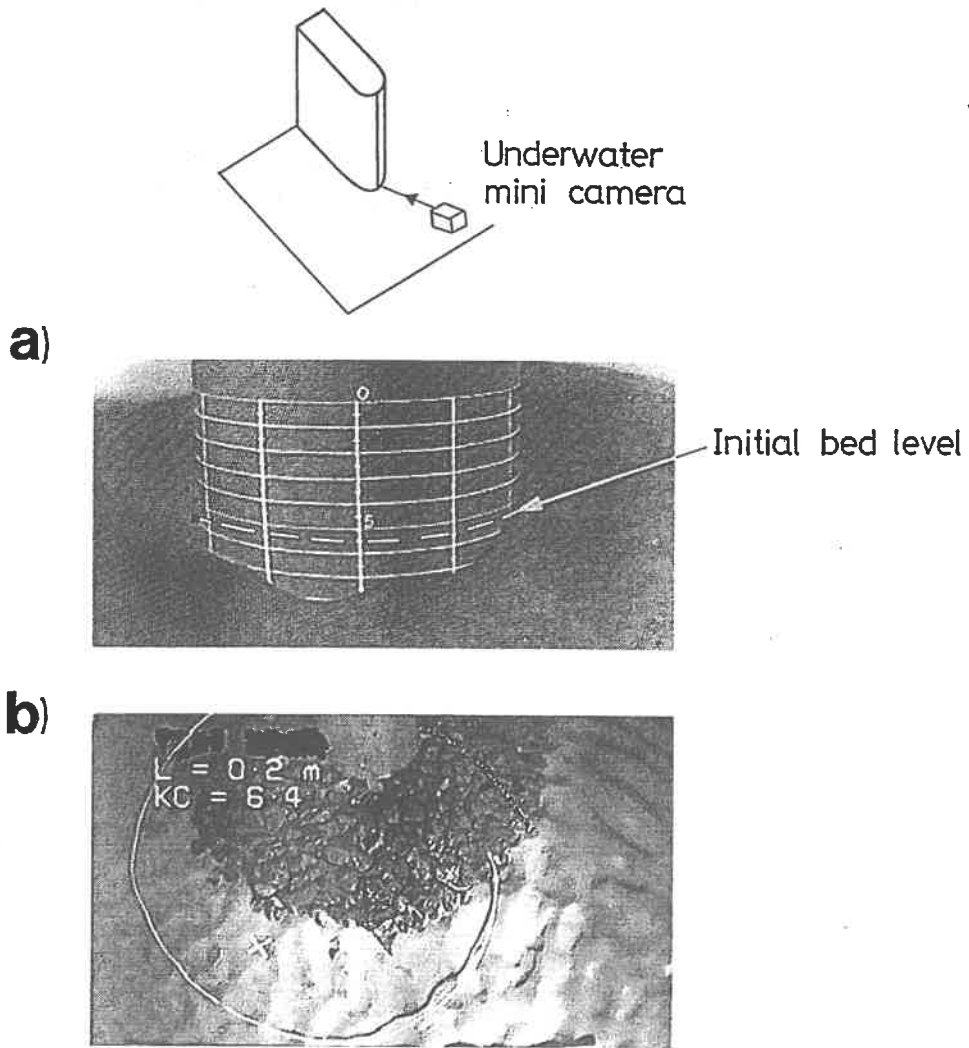 Underwater
mini camera
a)
0
Initial bed level
5
b)
L = 0·2 m
KC = 6·4